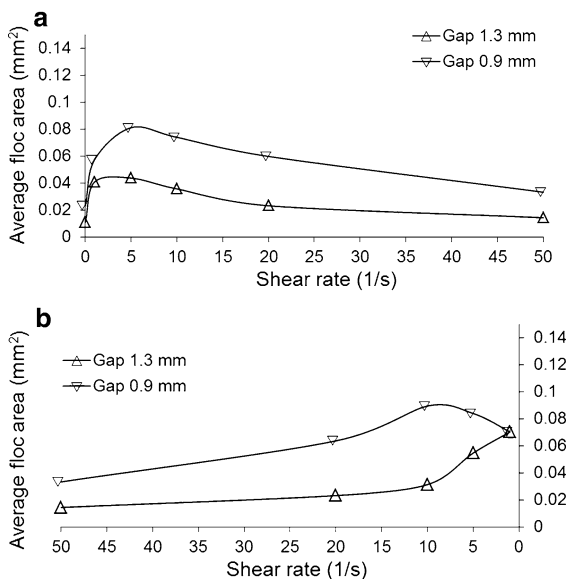 a
Gap 1.3 mm
Gap 0.9 mm
Average floc area (mm²)
0.14
0.12
0.1
0.08
0.06
0.04
0.02
0
0 5 10 15 20 25 30 35 40 45 50
Shear rate (1/s)
b
Gap 1.3 mm
Gap 0.9 mm
Average floc area (mm²)
0.14
0.12
0.1
0.08
0.06
0.04
0.02
0
50 45 40 35 30 25 20 15 10 5 0
Shear rate (1/s)